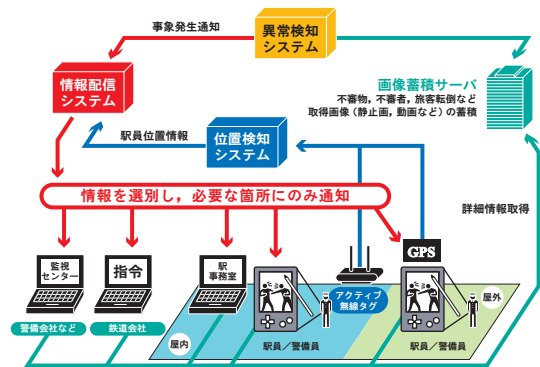 事象発生通知
異常検知
システム
情報配信
システム
画像蓄積サーバ
不審物，不審者，旅客転倒など
取得画像（静止画，動画など）の蓄積
駅員位置情報
位置検知
システム
情報を選別し，必要な箇所にのみ通知
詳細情報取得
監視
センター
指令
駅
事務室
GPS
アクティブ
無線タグ
屋外
警備会社など
鉄道会社
屋内
駅員／警備員
駅員／警備員